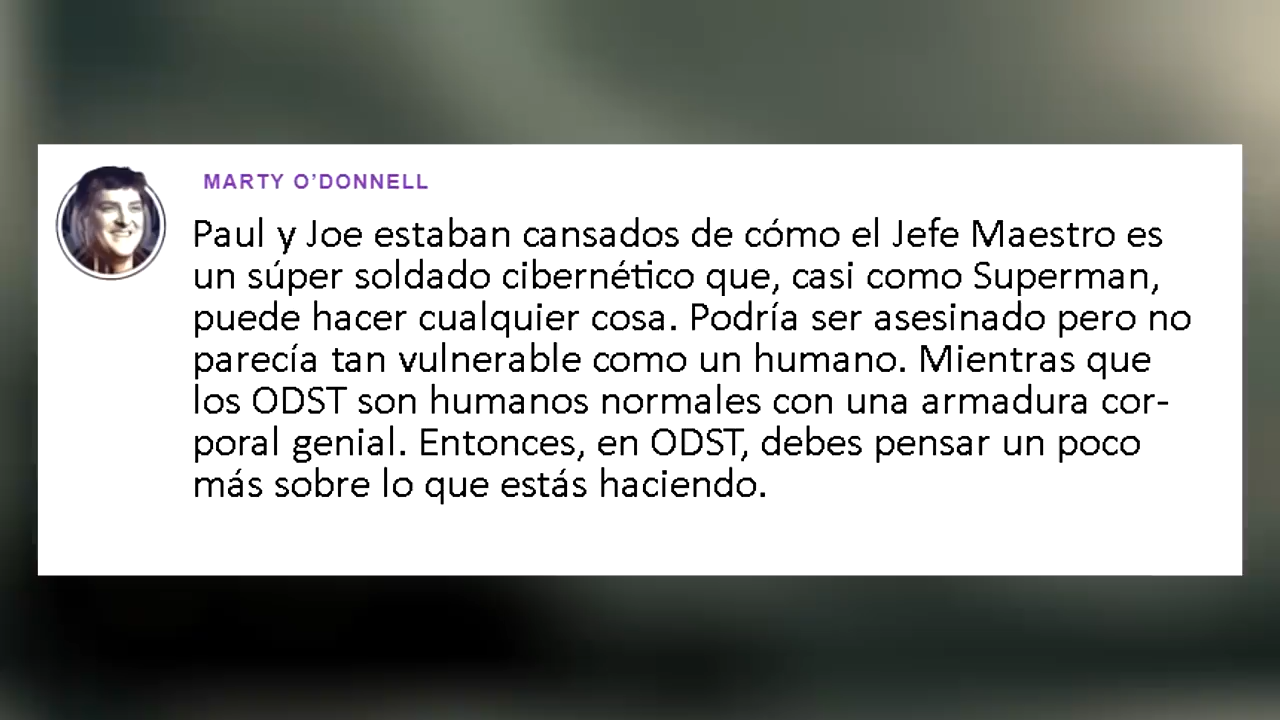 MARTY O'DONNELL
Paul y Joe estaban cansados de cómo el Jefe Maestro es
un súper soldado cibernético que, casi como Superman,
puede hacer cualquier cosa. Podría ser asesinado pero no
parecía tan vulnerable como un humano. Mientras que
los ODST son humanos normales con una armadura cor-
poral genial. Entonces, en ODST, debes pensar un poco
más sobre lo que estás haciendo.